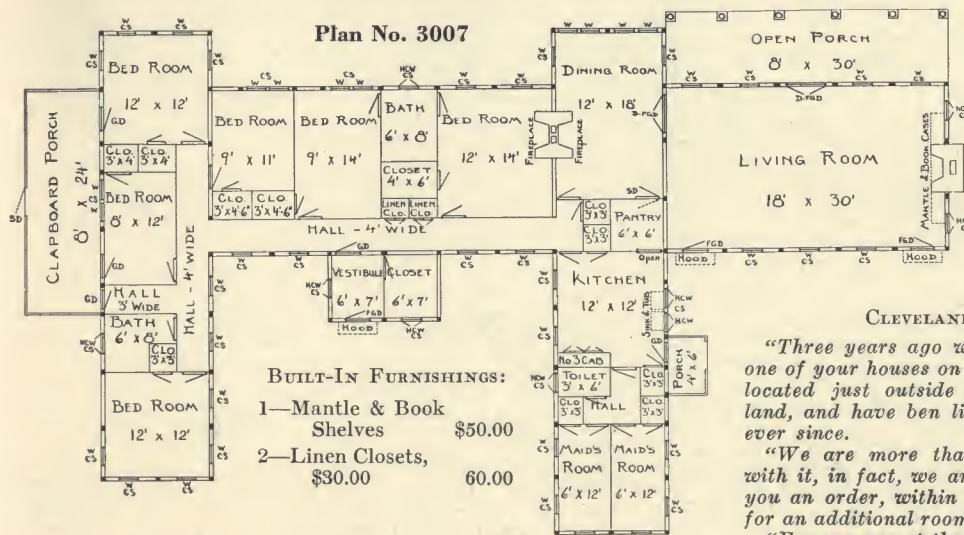 Plan No. 3007
OPEN PORCH
8' x 30'
BED ROOM
12' x 12'
DINING ROOM
12' x 18'
BED ROOM
9' x 11'
BED ROOM
9' x 14'
BATH
6' x 8'
CLOSET
4' x 6'
BED ROOM
12' x 14'
FIREPLACE
FIREPLACE
LIVING ROOM
18' x 30'
MANTLE & BOOK CASES
CLAPBOARD PORCH
8' x 24'
CLO.
3'x4'
CLO.
3'x4'
BED ROOM
8' x 12'
CLO.
3'x4'-6"
CLO.
3'x4'-6"
LINEN
CLO.
LINEN
CLO.
HALL - 4' WIDE
HALL - 4' WIDE
CLO
3'x3'
CLO
3'x3'
PANTRY
6' x 6'
OPEN
VESTIBULE
6' x 7'
CLOSET
6' x 7'
HOOD
HOOD
HOOD
KITCHEN
12' x 12'
SINK & TUBS
HALL
3' WIDE
BATH
6' x 8'
CLO
3'x3'
BED ROOM
12' x 12'
No 3 CAB
TOILET
3' x 6'
CLO
3'x3'
CLO
3'x3'
HALL
CLO
3'x3'
PORCH
4' x 6'
MAID'S
ROOM
6' x 12'
MAID'S
ROOM
6' x 12'
BUILT-IN FURNISHINGS:
1—Mantle & Book
Shelves $50.00
2—Linen Closets,
$30.00 60.00
CLEVELAND
"Three years ago
one of your houses on
located just outside
land, and have ben
ever since.
"We are more
with it, in fact, we
you an order, within
for an additional room